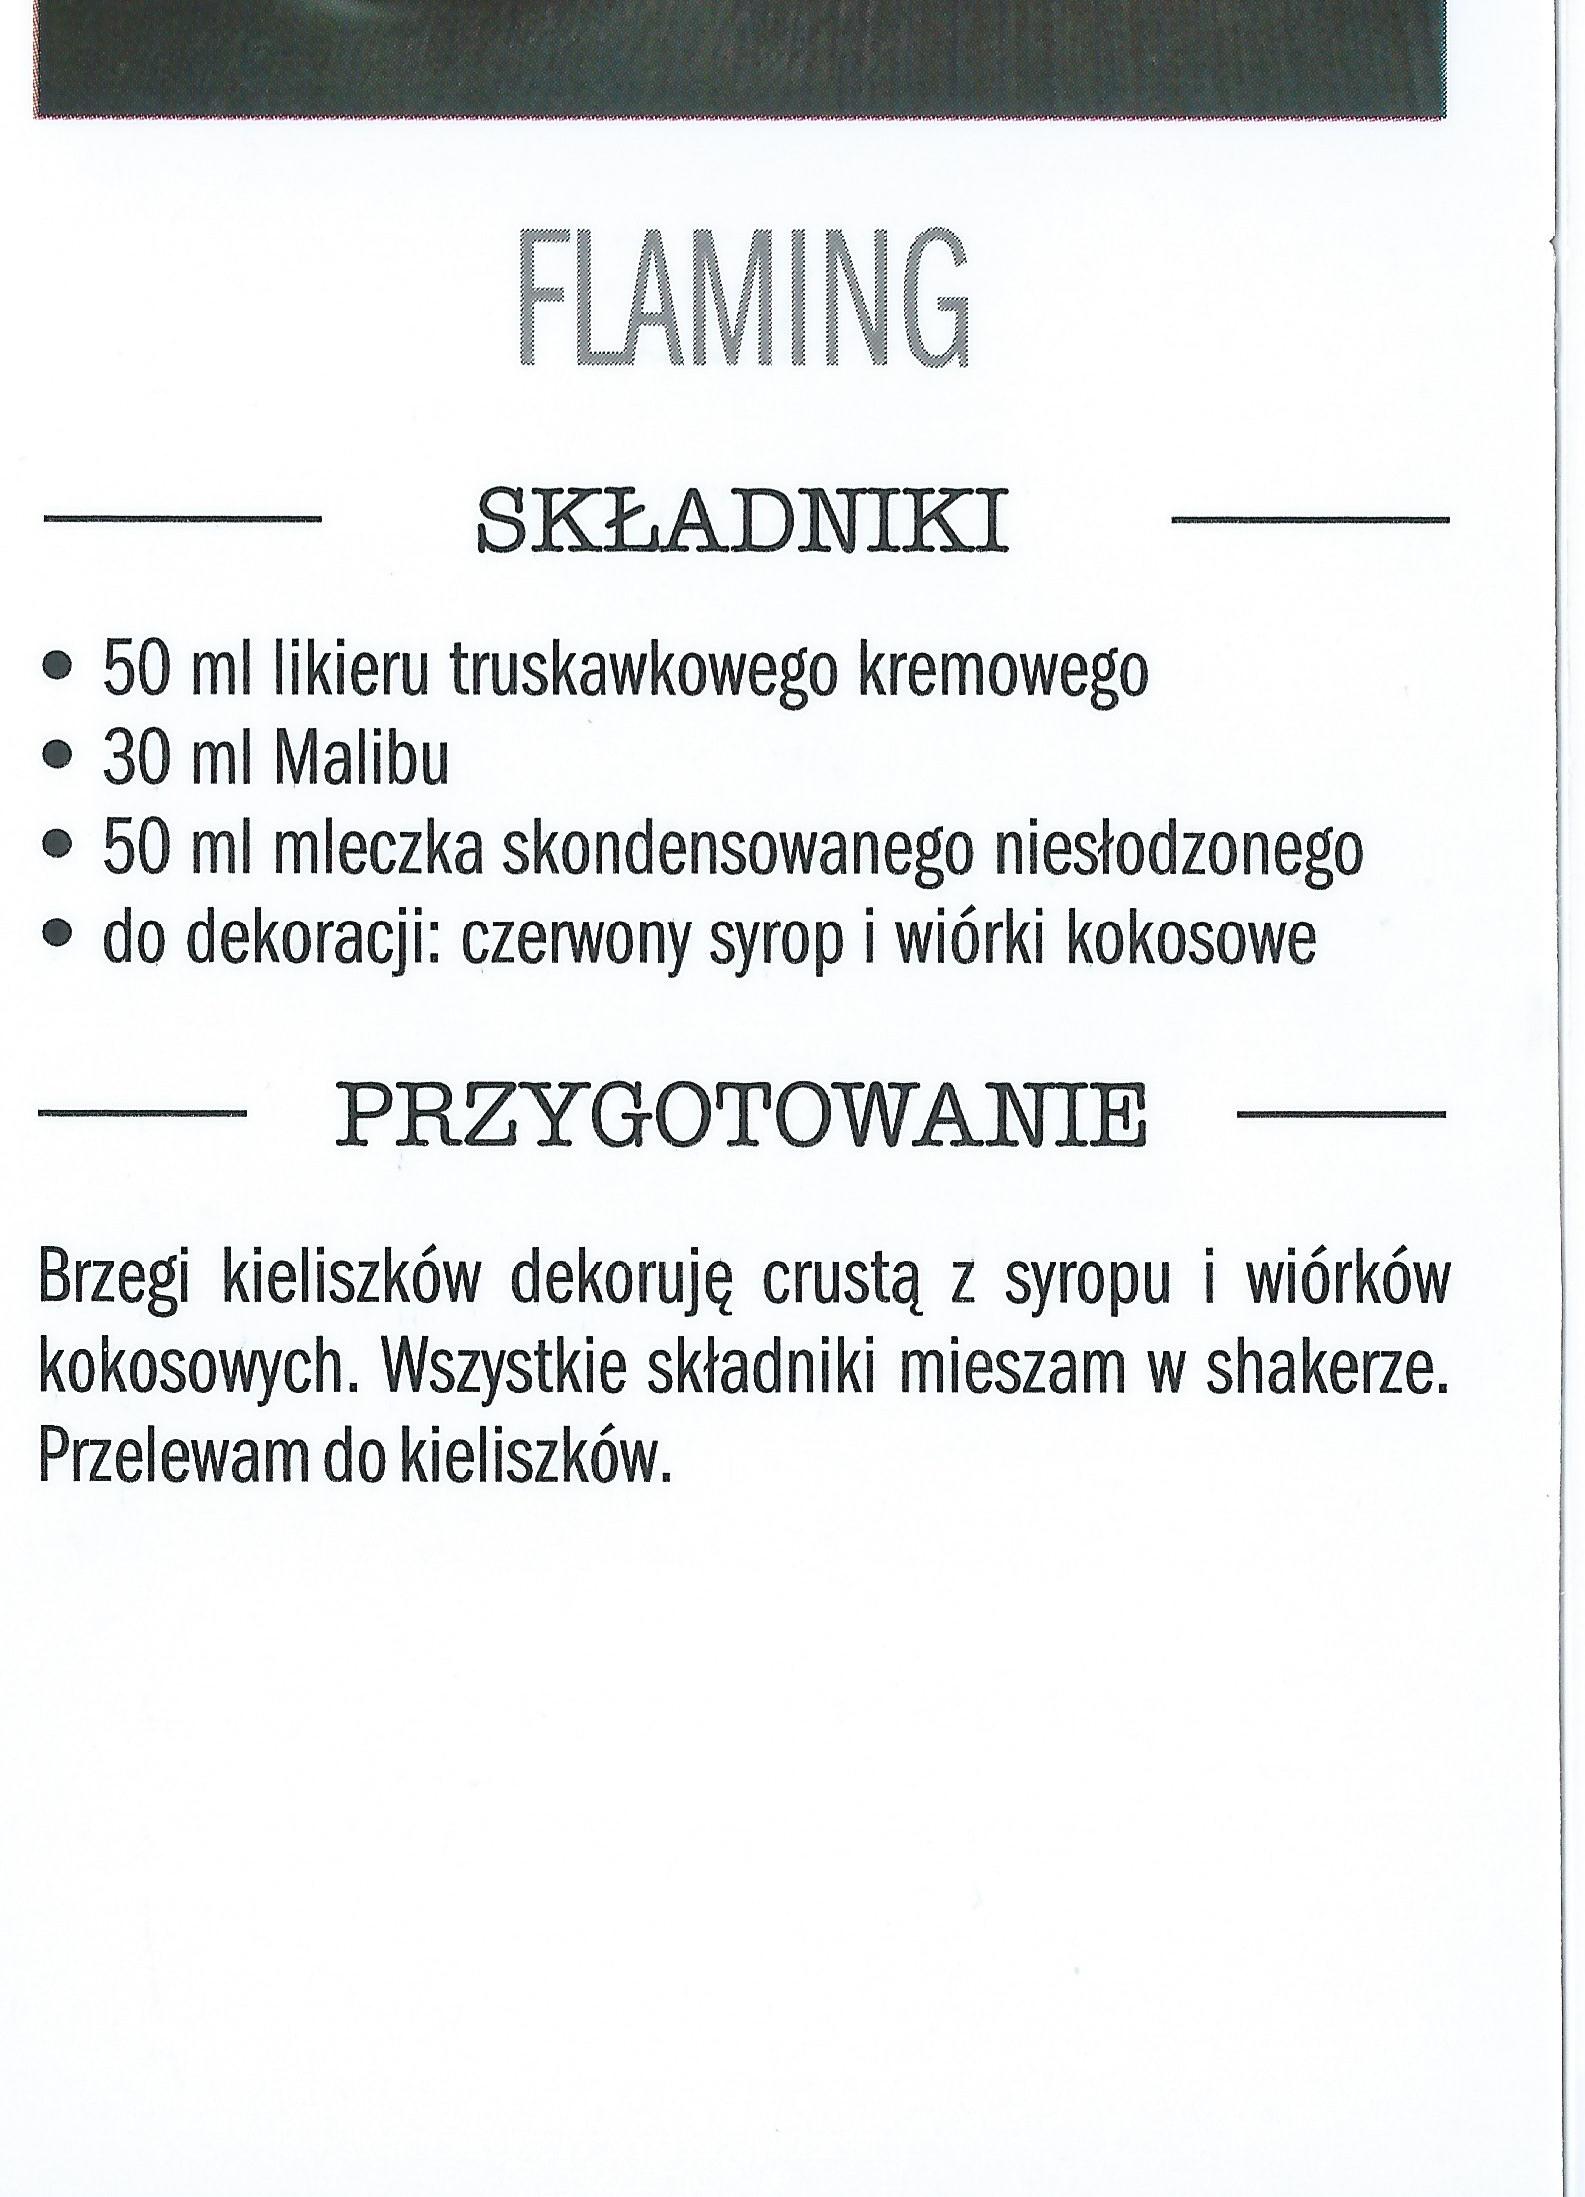 FLAMING
SKŁADNIKI
• 50 ml likieru truskawkowego kremowego
• 30 ml Malibu
• 50 ml mleczka skondensowanego niesłodzonego
• do dekoracji: czerwony syrop i wiórki kokosowe
PRZYGOTOWANIE
Brzegi kieliszków dekoruję crustą z syropu i wiórków
kokosowych. Wszystkie składniki mieszam w shakerze.
Przelewam do kieliszków.